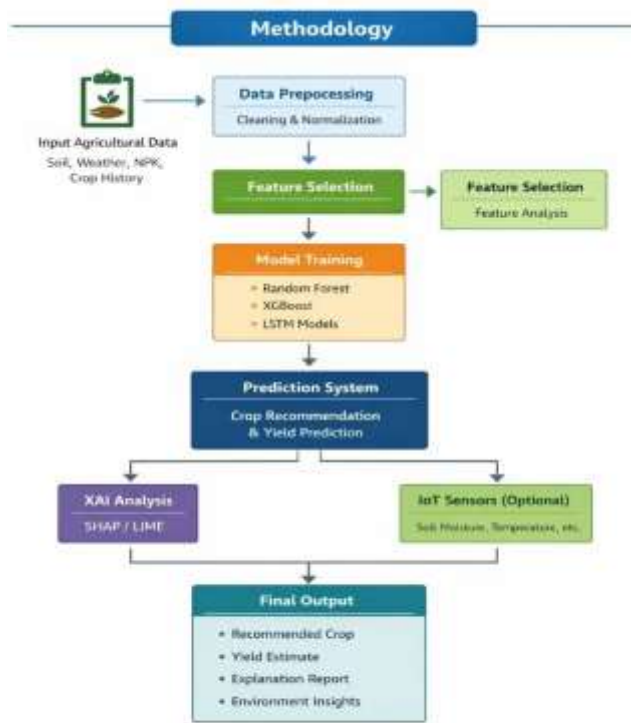 Methodology
Data Prepocessing
Cleaning & Normalization
Input Agricultural Data
Soil, Weather, NPK,
Crop History
Feature Selection
Feature Selection
Feature Analysis
Model Training
• Random Forest
• XGBoost
• LSTM Models
Prediction System
Crop Recommendation
& Yield Prediction
XAI Analysis
SHAP / LIME
IoT Sensors (Optional)
Soil Moisture, Temperature, etc.
Final Output
• Recommended Crop
• Yield Estimate
• Explanation Report
• Environment Insights